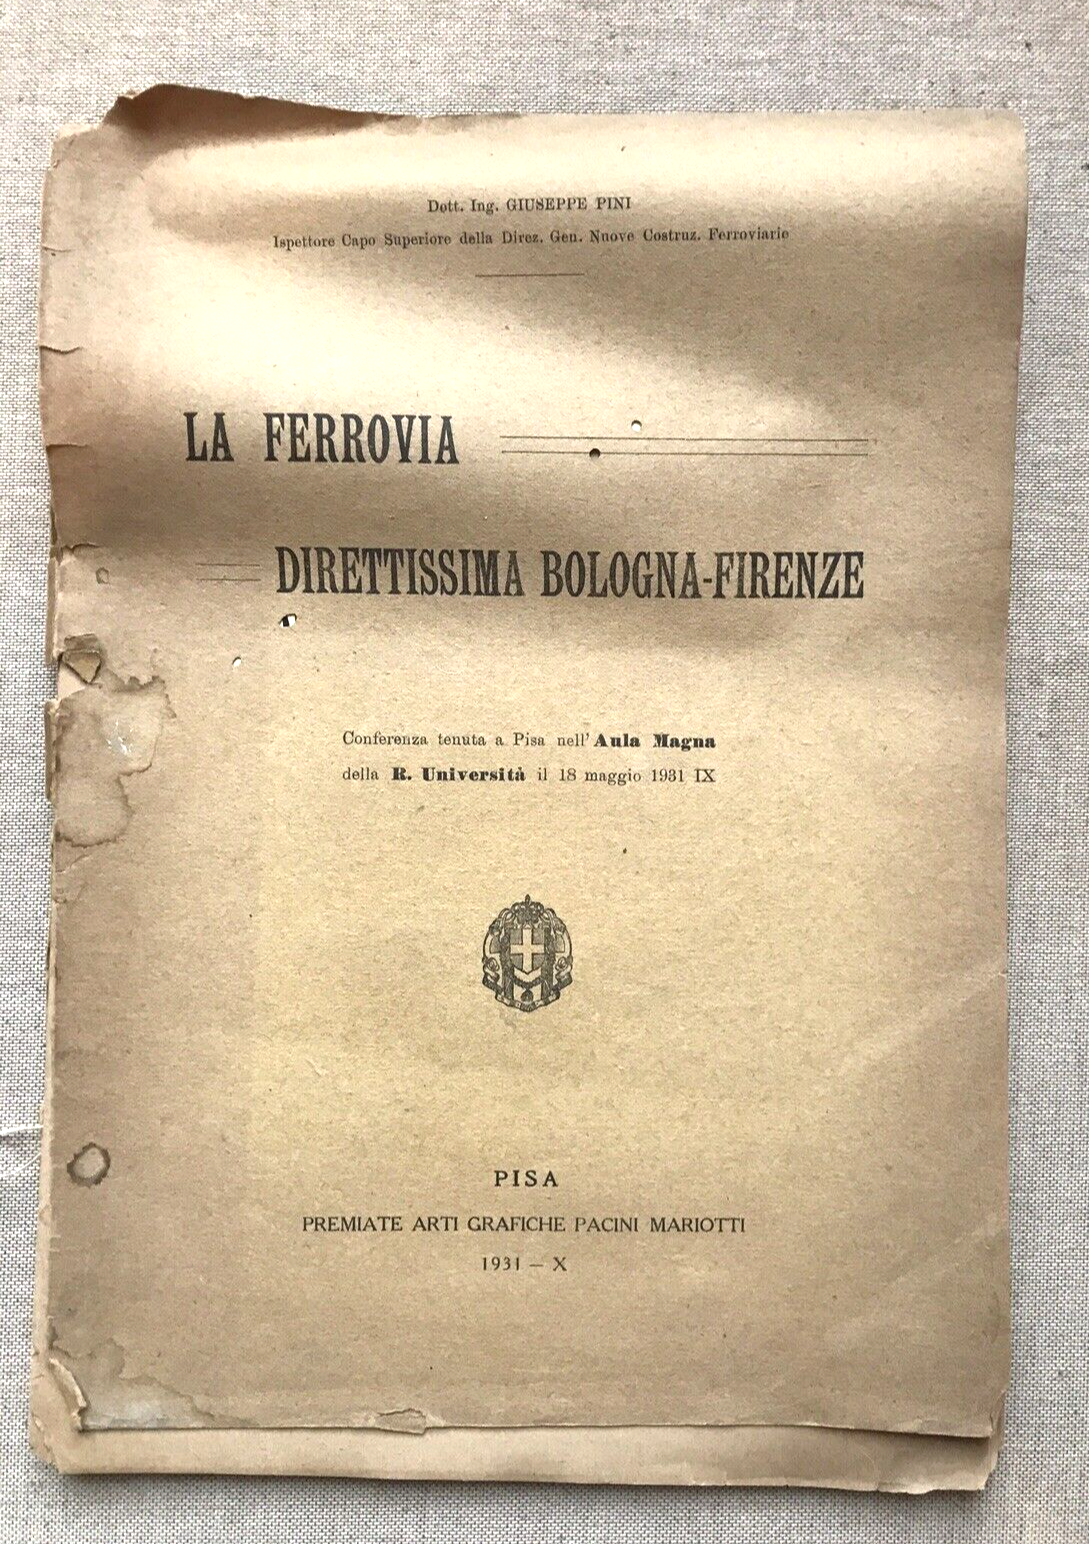 Dott. Ing. GIUSEPPE PINI
Ispettore Capo Superiore della Direz. Gen. Nuove Costruz. Ferroviarie
LA FERROVIA
DIRETTISSIMA BOLOGNA-FIRENZE
Conferenza tenuta a Pisa nell' Aula Magna
della R. Università il 18 maggio 1931 IX
PISA
PREMIATE ARTI GRAFICHE PACINI MARIOTTI
1931 — X